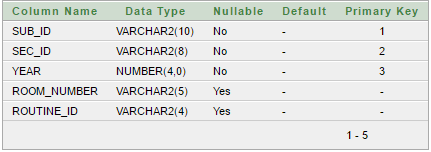 Column Name Data Type Nullable Default Primary Key
SUB_ID VARCHAR2(10) No - 1
SEC_ID VARCHAR2(8) No - 2
YEAR NUMBER(4,0) No - 3
ROOM_NUMBER VARCHAR2(5) Yes - -
ROUTINE_ID VARCHAR2(4) Yes - -
1 - 5